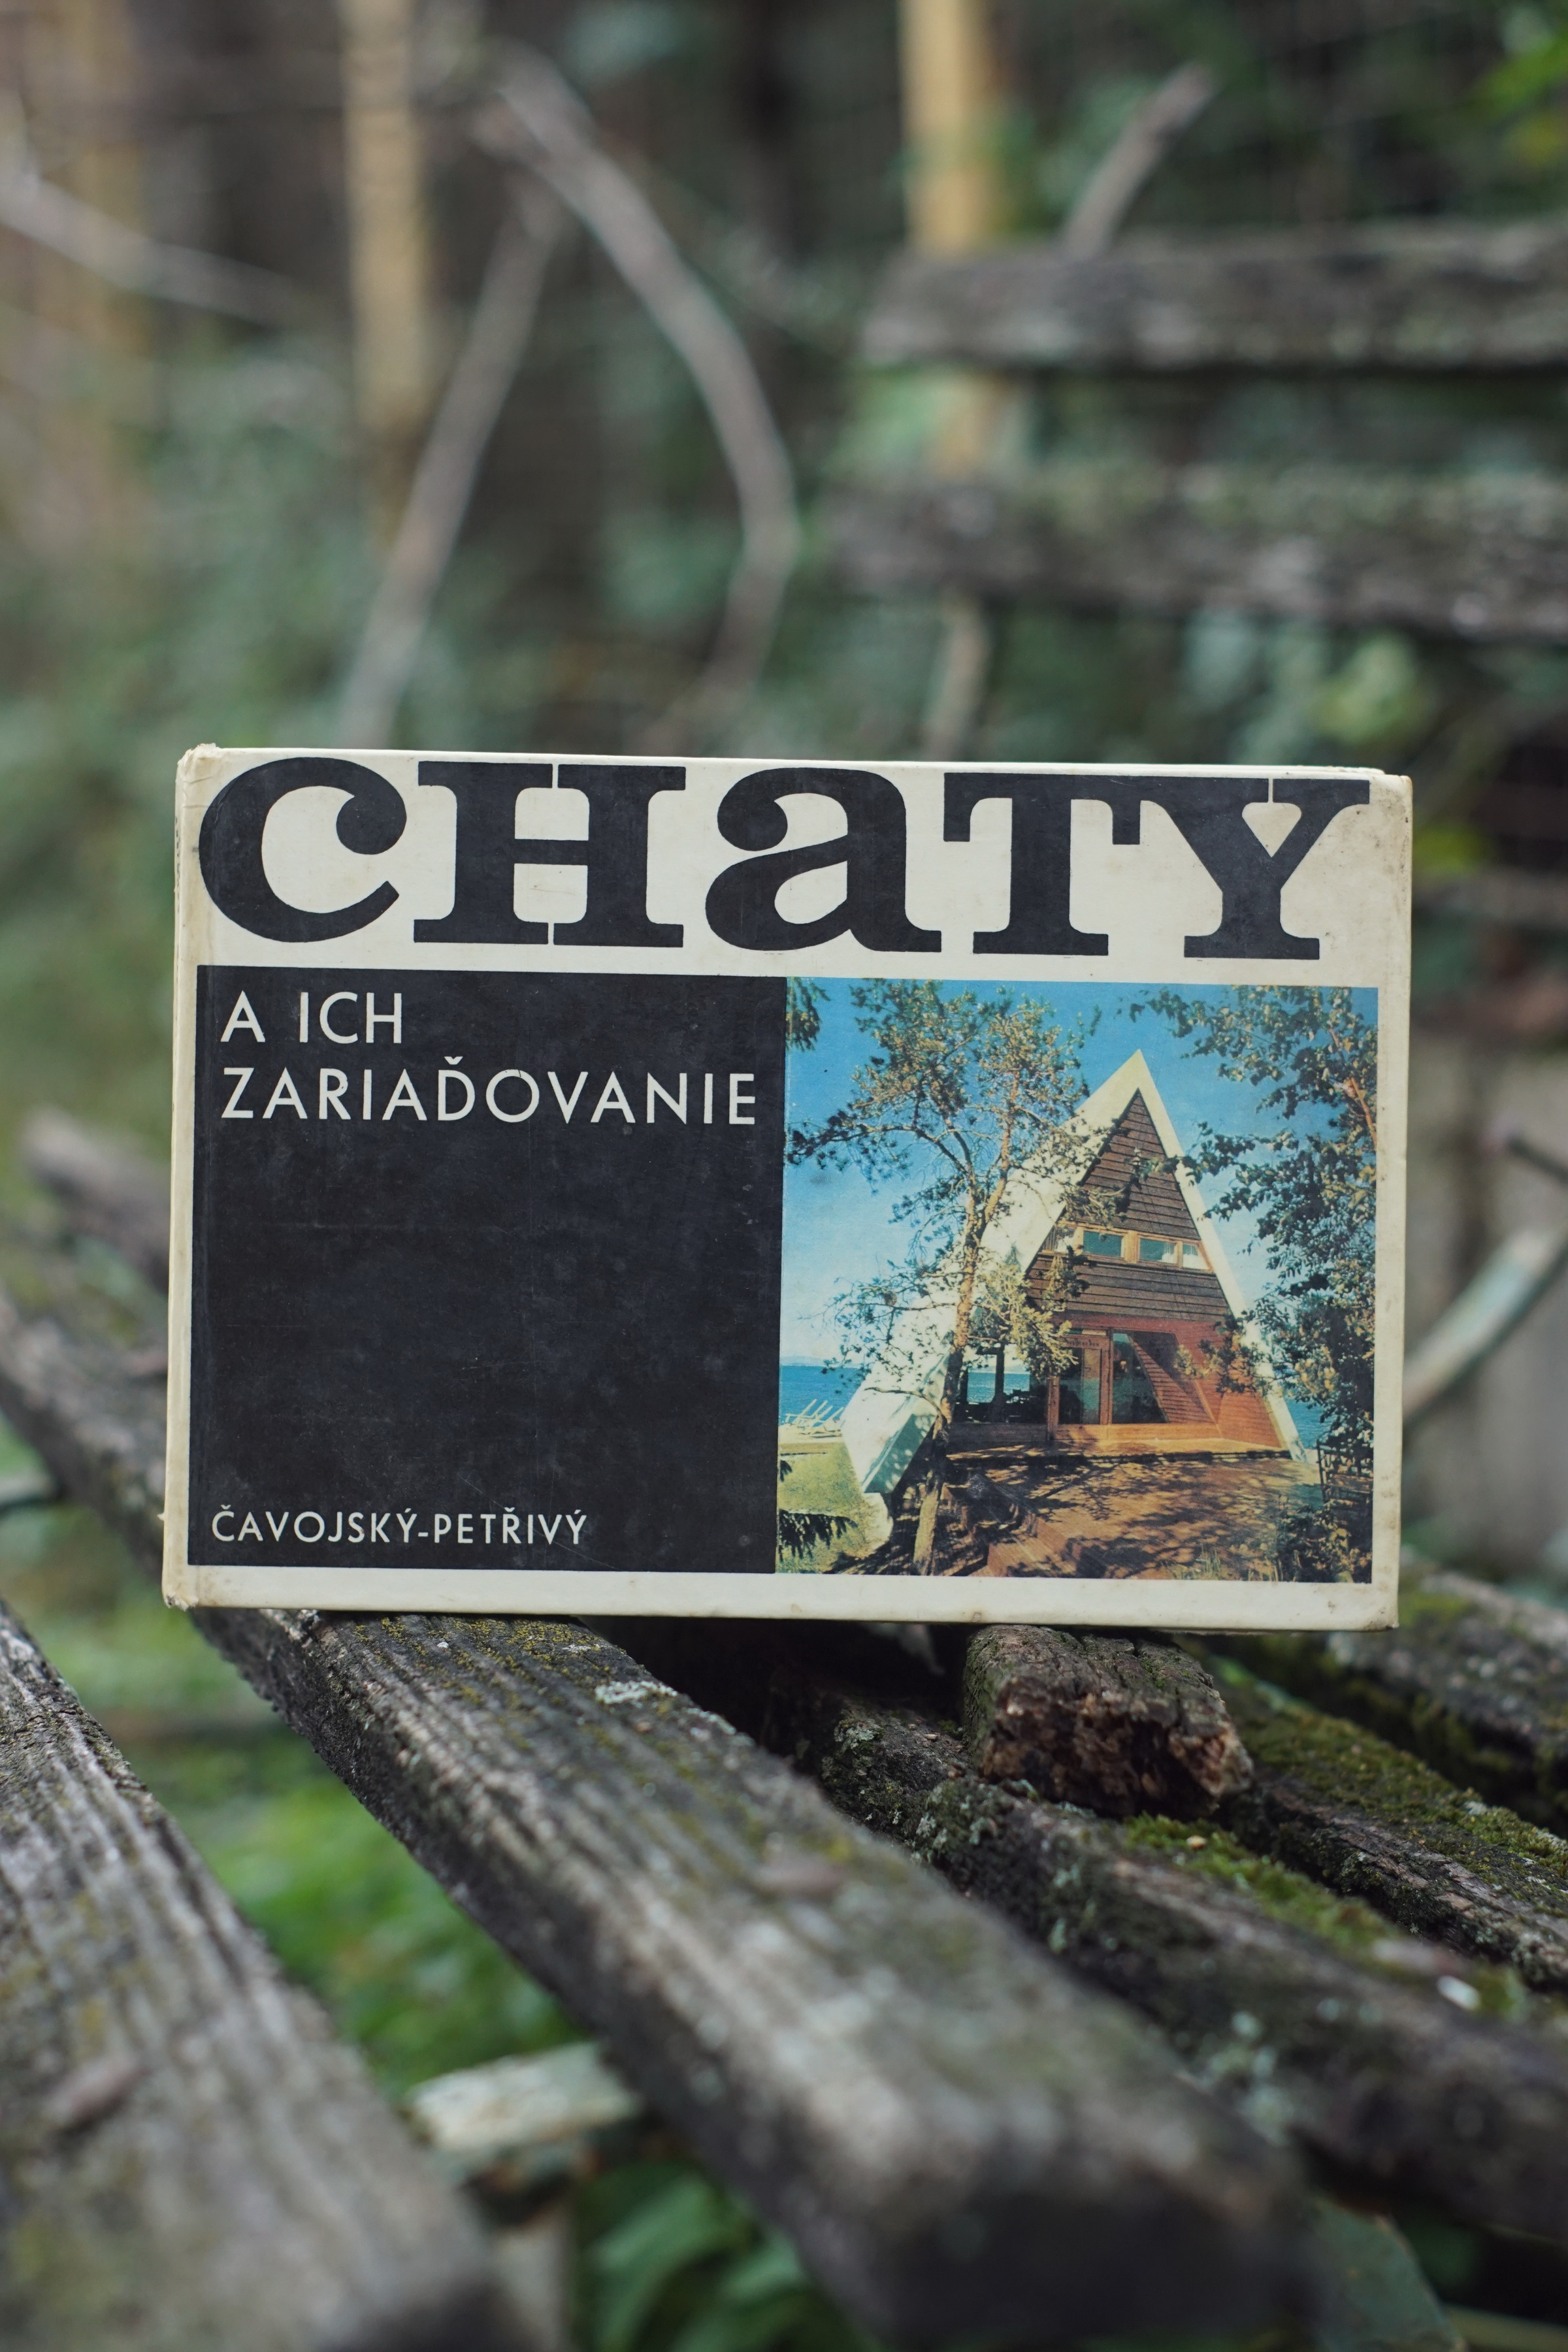 CHaTY
A ICH
ZARIAĎOVANIE
ČAVOJSKÝ-PETŘIVÝ